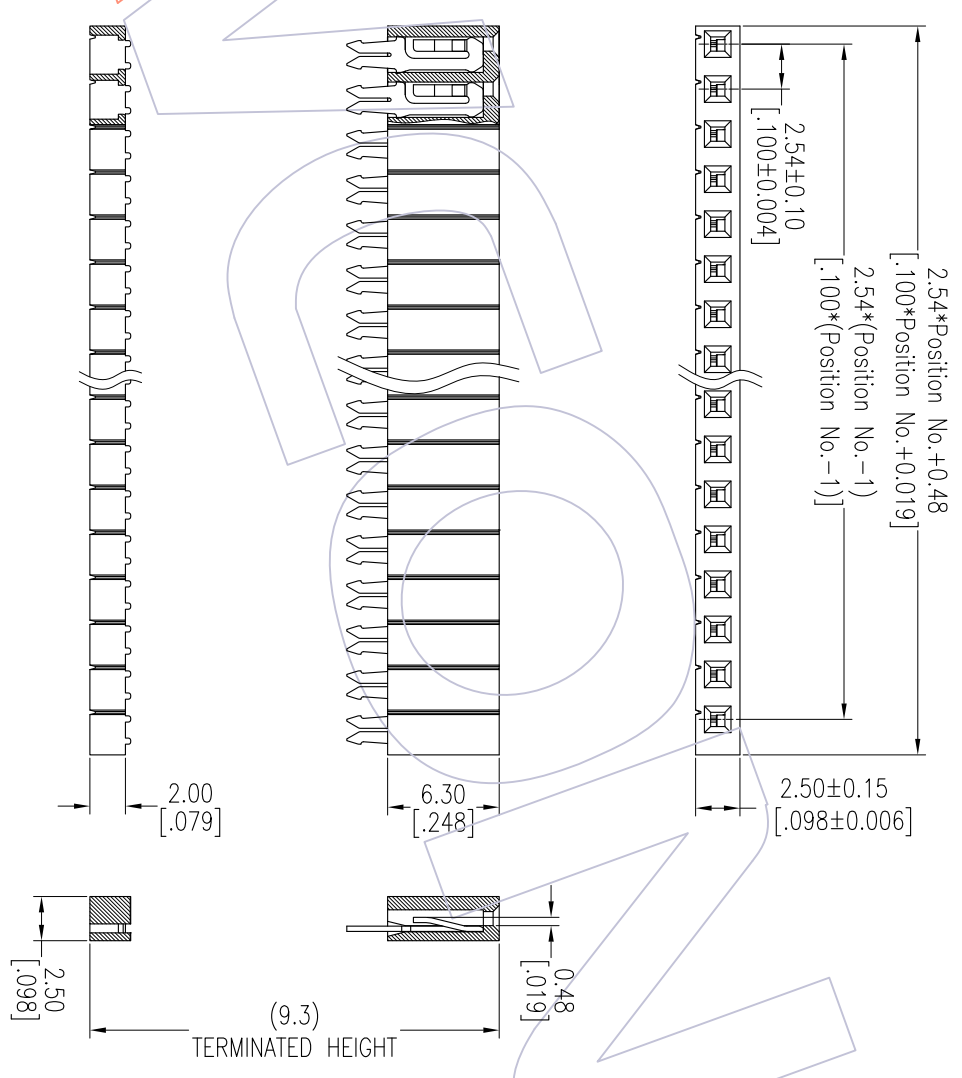 2.54±0.10
[.100±0.004]
2.54*Position No.+0.48
[.100*Position No.+0.019]
2.54*(Position No.-1)
[.100*(Position No.-1)]
2.00
[.079]
6.30
[.248]
2.50±0.15
[.098±0.006]
2.50
[.098]
0.48
[.019]
(9.3)
TERMINATED HEIGHT